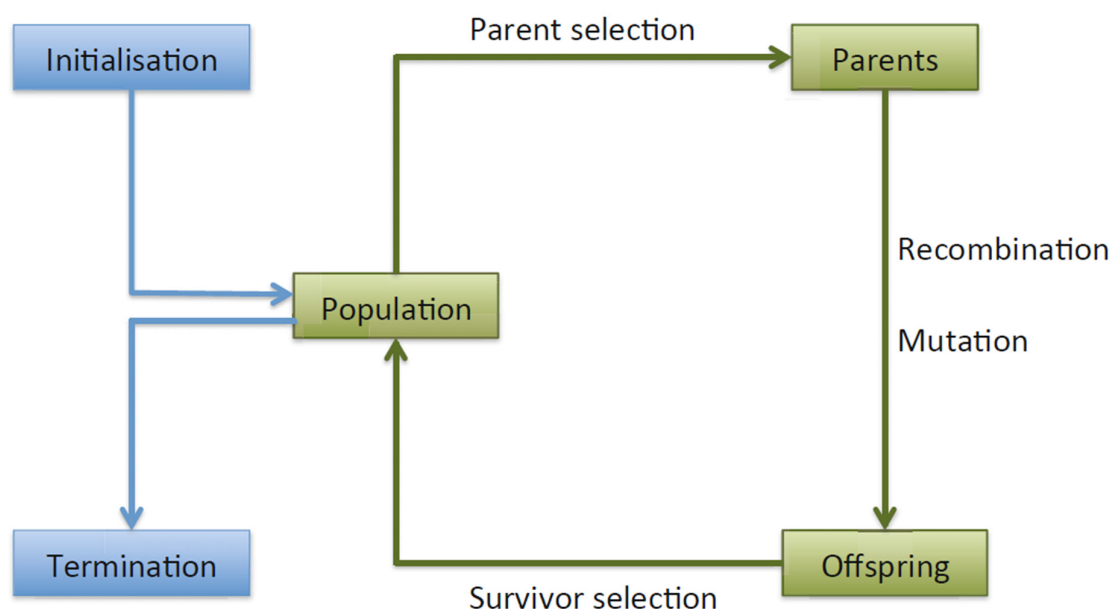 Parent selection
Initialisation
Parents
Recombination
Population
Mutation
Termination
Offspring
Survivor selection